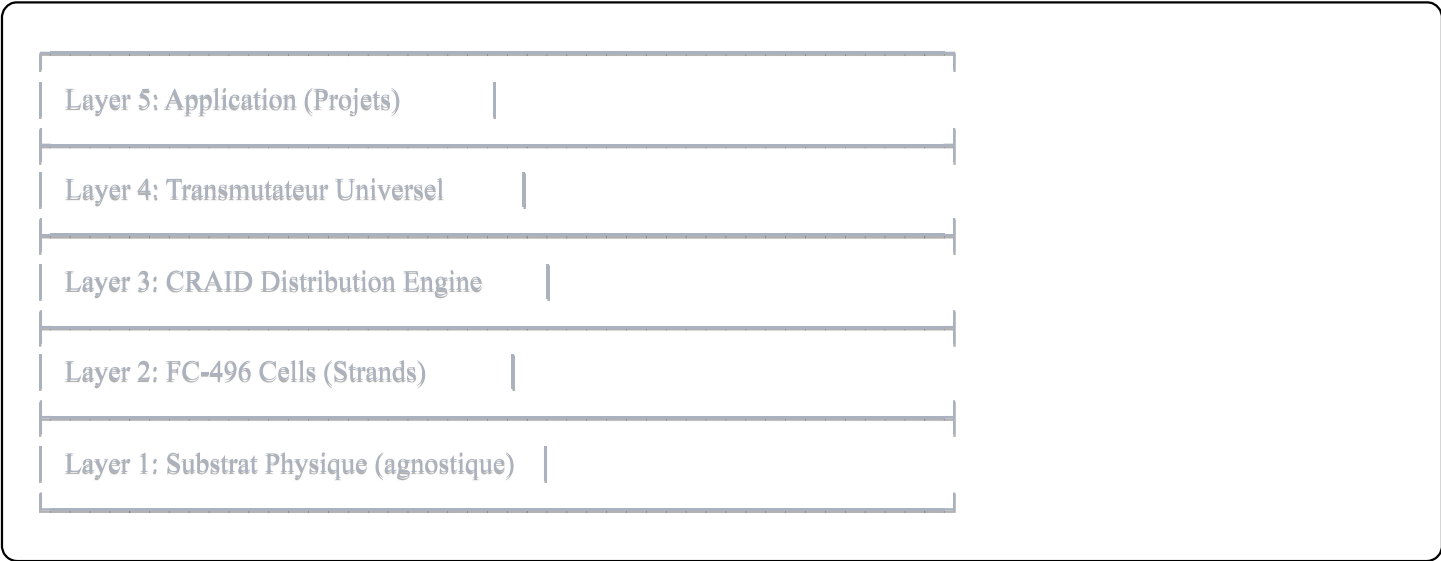 Layer 5: Application (Projets)
Layer 4: Transmutateur Universel
Layer 3: CRAID Distribution Engine
Layer 2: FC-496 Cells (Strands)
Layer 1: Substrat Physique (agnostique)